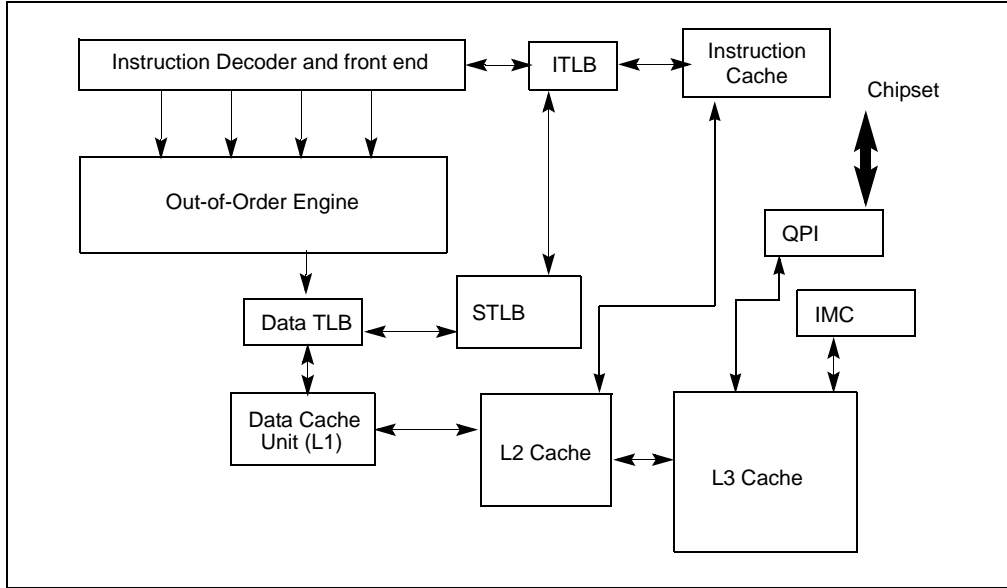 Instruction Decoder and front end
ITLB
Instruction
Cache
Chipset
Out-of-Order Engine
QPI
Data TLB
STLB
IMC
Data Cache
Unit (L1)
L2 Cache
L3 Cache